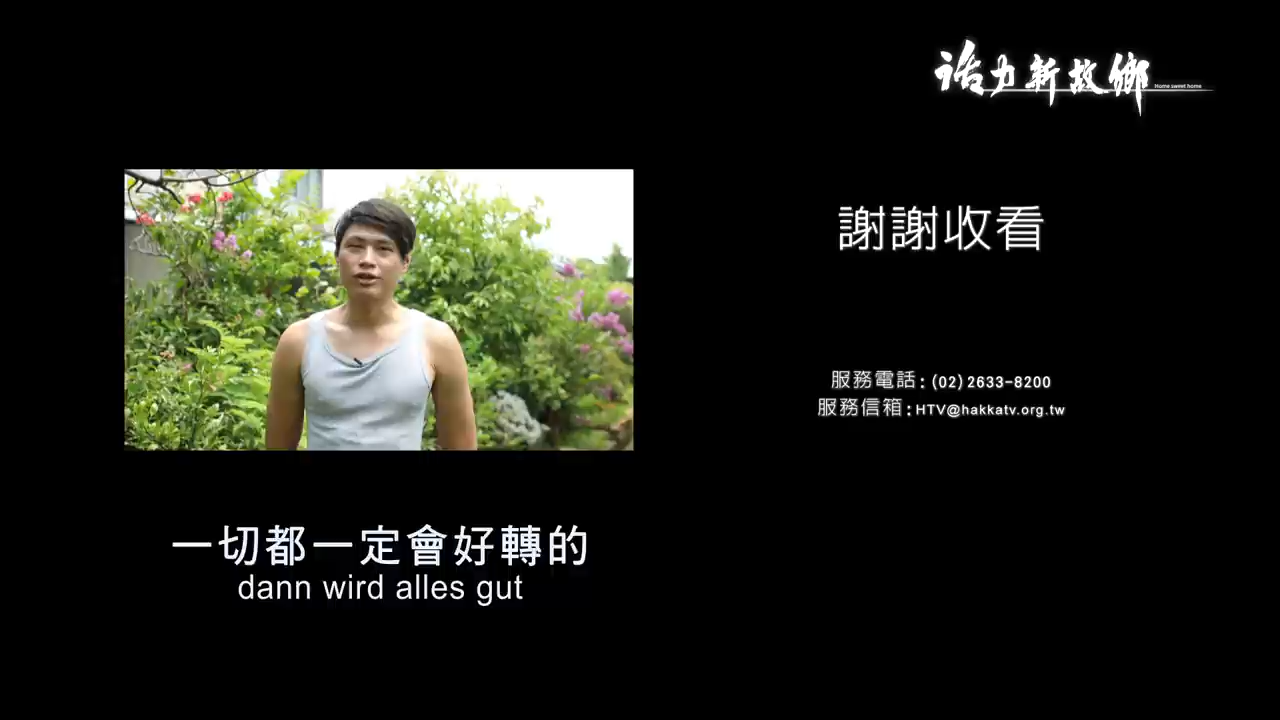 活力新故鄉
Home sweet home
謝謝收看
服務電話:(02)2633-8200
服務信箱:HTV@hakkatv.org.tw
一切都一定會好轉的
dann wird alles gut